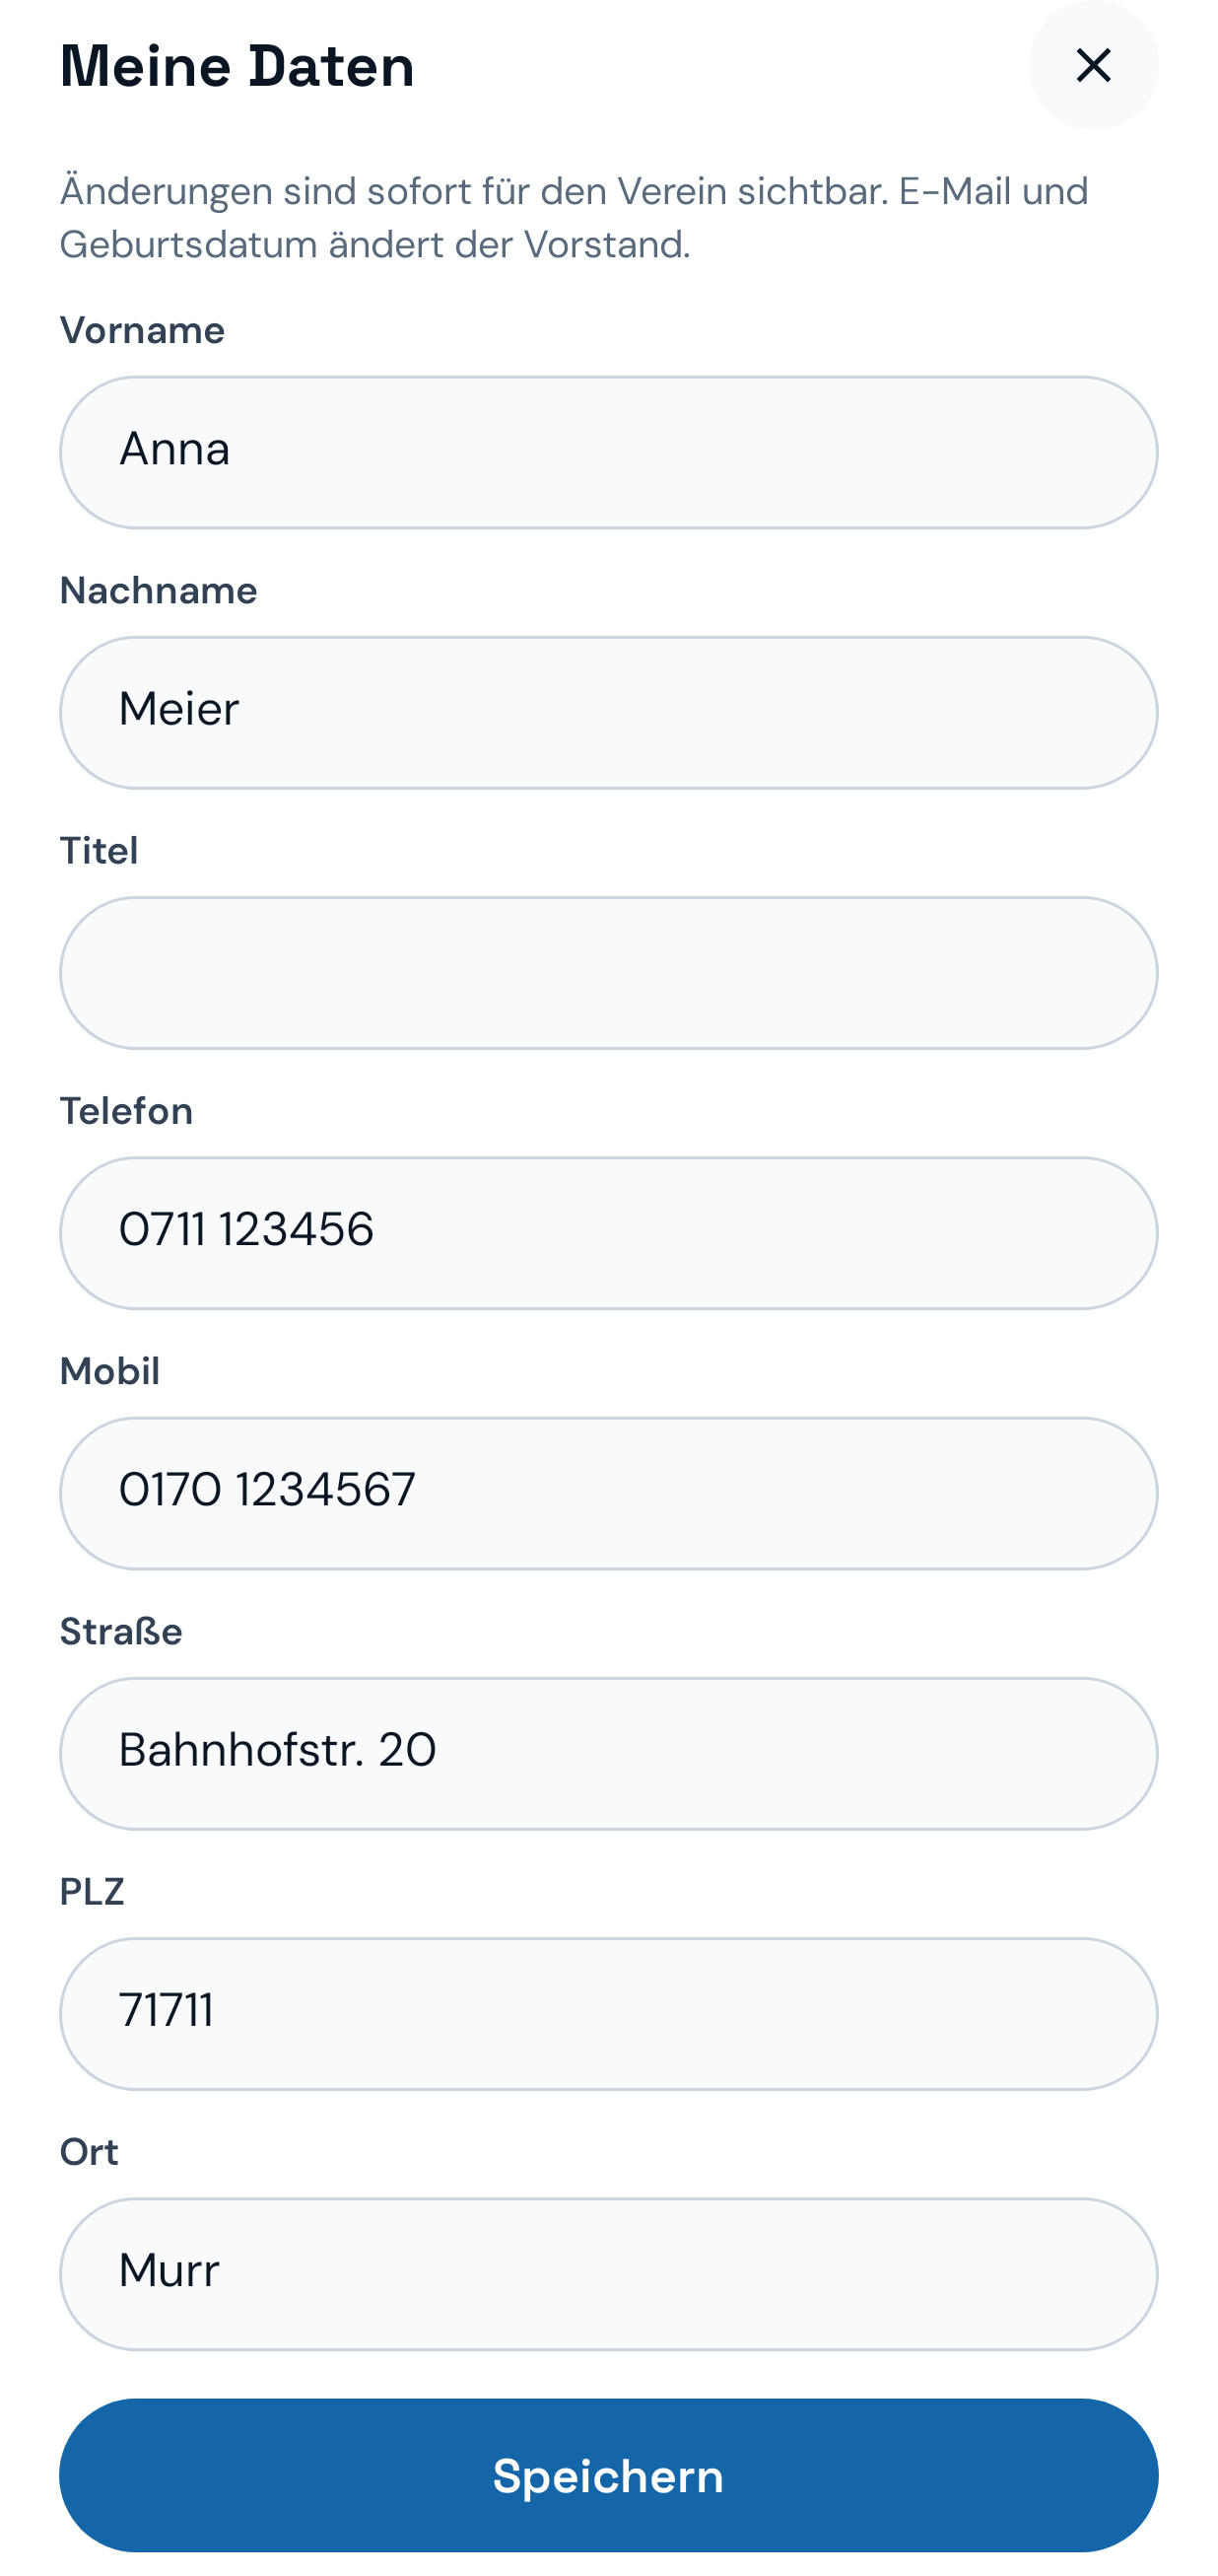 Meine Daten
Änderungen sind sofort für den Verein sichtbar. E-Mail und
Geburtsdatum ändert der Vorstand.
Vorname
Anna
Nachname
Meier
Titel
Telefon
0711 123456
Mobil
0170 1234567
Straße
Bahnhofstr. 20
PLZ
71711
Ort
Murr
Speichern